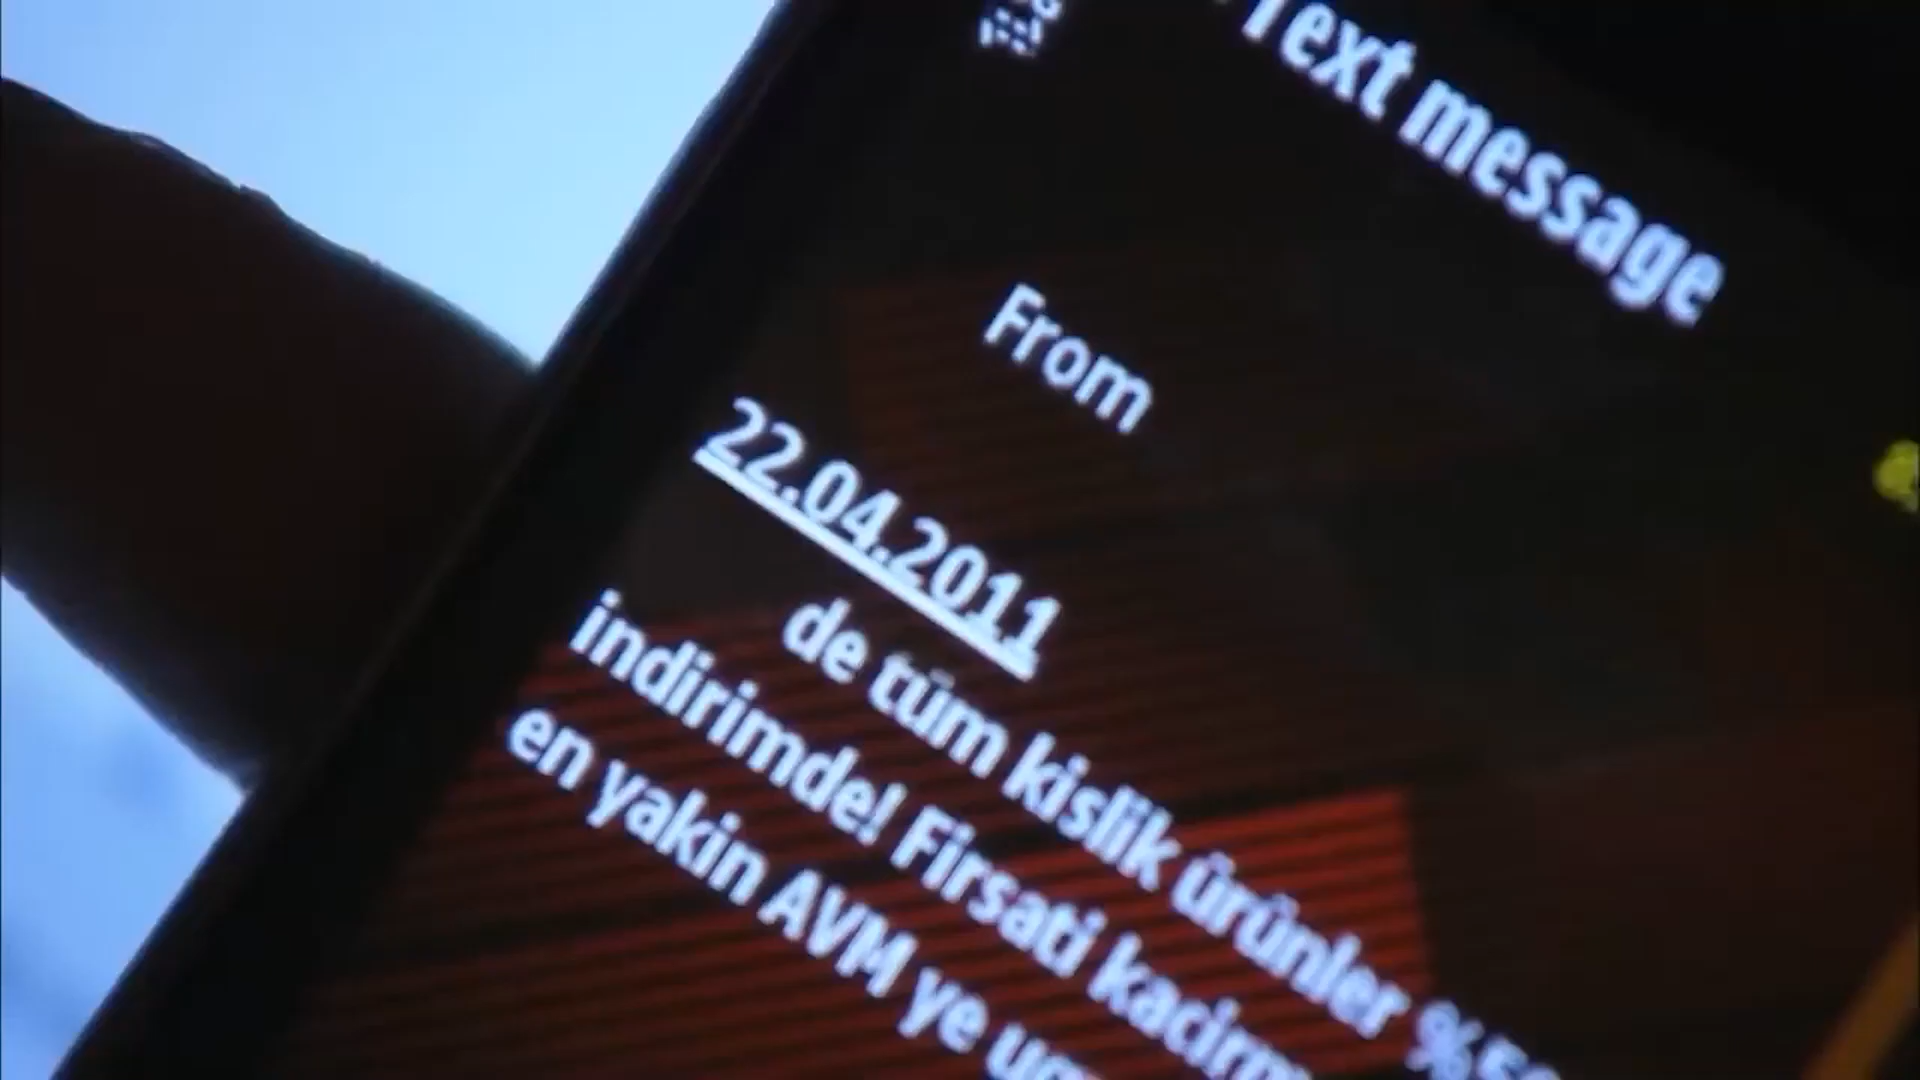 Text message
From
22.04.2011
de tüm kislik ürünler
indirimde! Firsati
en yakin AVM ye